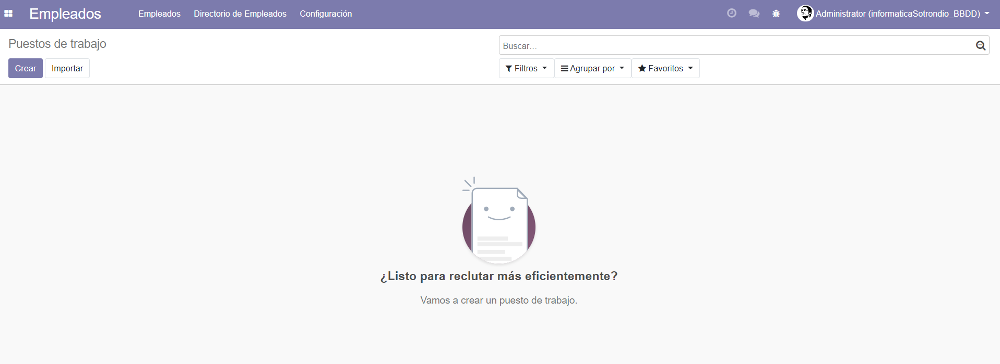 Empleados Empleados Directorio de Empleados Configuración Administrator (informaticaSotrondio_BBDD)
Puestos de trabajo
Buscar...
Crear Importar
Filtros Agrupar por Favoritos
¿Listo para reclutar más eficientemente?
Vamos a crear un puesto de trabajo.